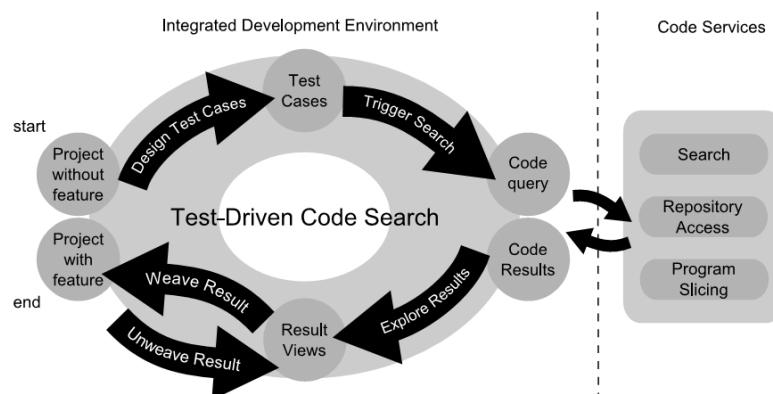 Integrated Development Environment
Code Services
start
Project
without
feature
Design Test Cases
Test
Cases
Trigger Search
Code
query
Search
Repository
Access
Program
Slicing
Test-Driven Code Search
Code
Results
Explore Results
Result
Views
Weave Result
Unweave Result
Project
with
feature
end